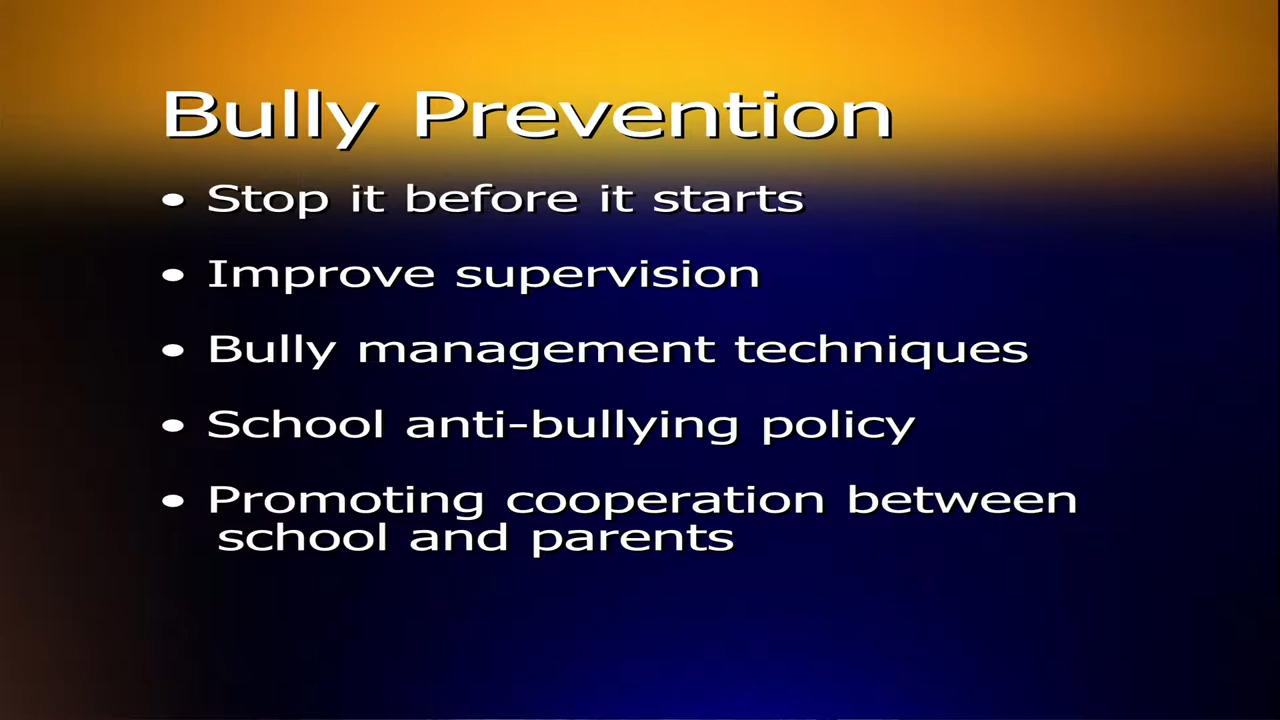 Bully Prevention
• Stop it before it starts
• Improve supervision
• Bully management techniques
• School anti-bullying policy
• Promoting cooperation between
school and parents